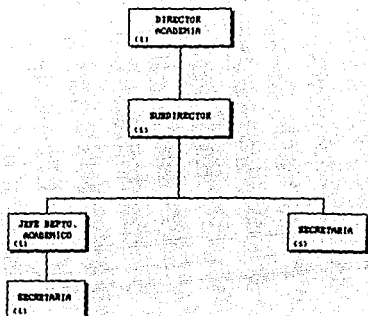 DIRECTOR
ACADEMIA
(1)
SUBDIRECTOR
(1)
JEFE DEPTO.
ACADEMICO
(1)
SECRETARIA
(1)
SECRETARIA
(1)